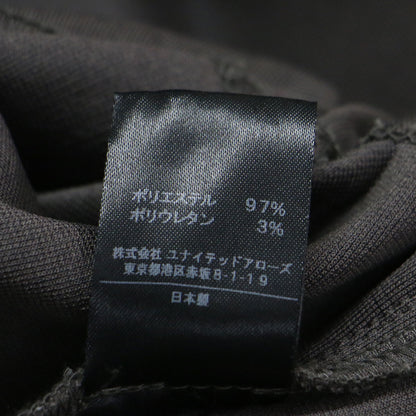 ポリエステル 97%
ポリウレタン 3%
株式会社 ユナイテッドアローズ
東京都港区赤坂8-1-19
日本製